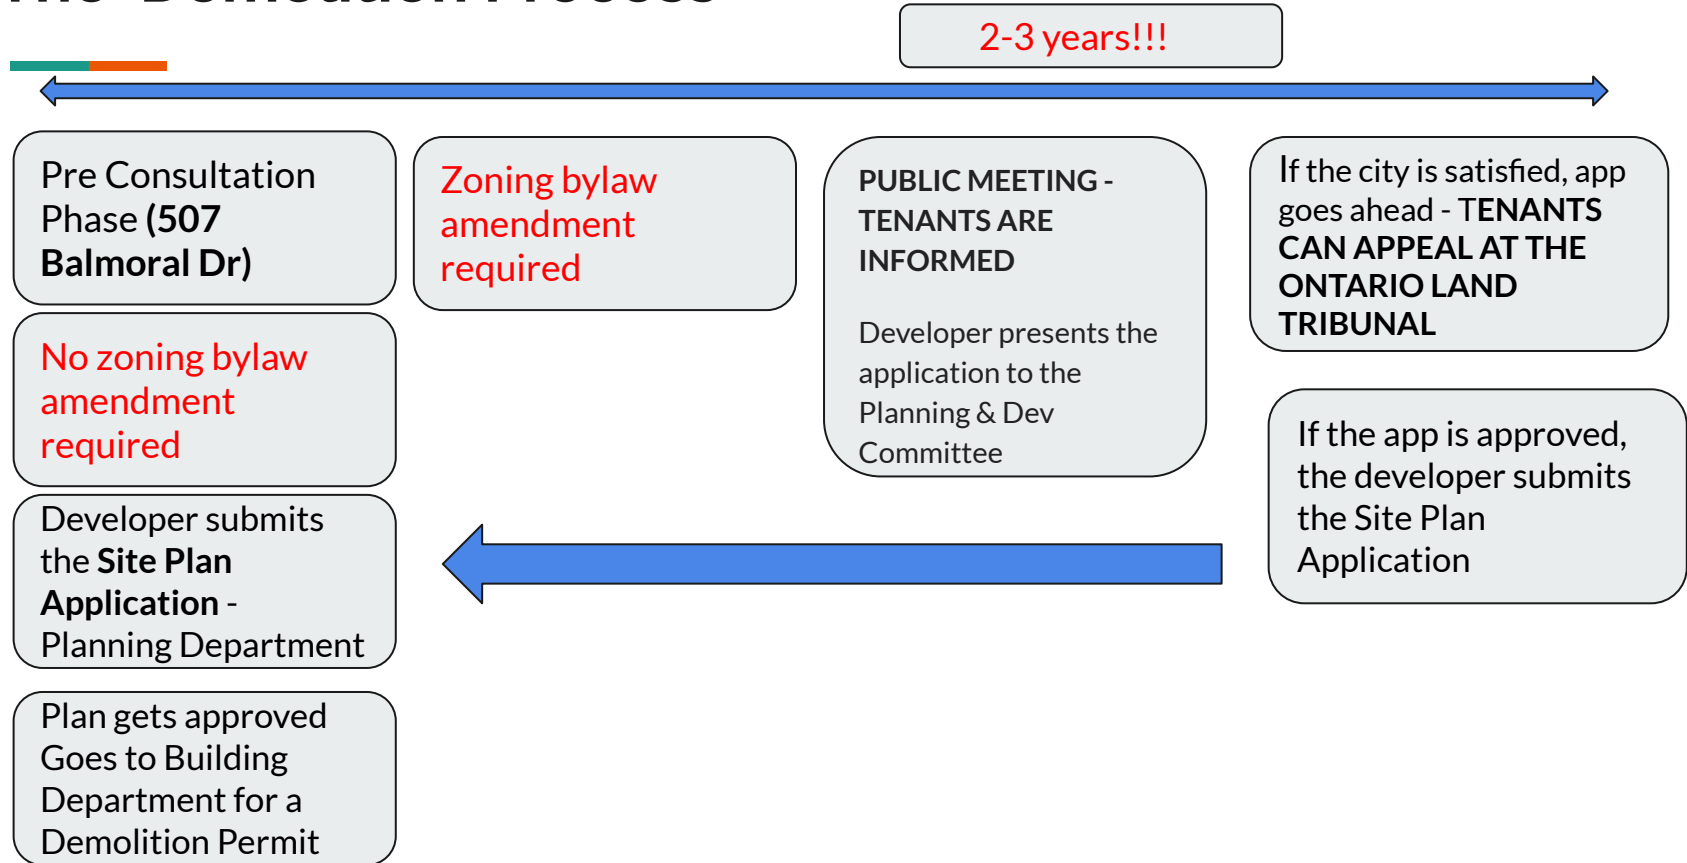 The Demolition Process
2-3 years!!!
Pre Consultation
Phase (507
Balmoral Dr)
No zoning bylaw
amendment
required
Developer submits
the Site Plan
Application -
Planning Department
Plan gets approved
Goes to Building
Department for a
Demolition Permit
Zoning bylaw
amendment
required
PUBLIC MEETING -
TENANTS ARE
INFORMED
Developer presents the
application to the
Planning & Dev
Committee
If the city is satisfied, app
goes ahead - TENANTS
CAN APPEAL AT THE
ONTARIO LAND
TRIBUNAL
If the app is approved,
the developer submits
the Site Plan
Application